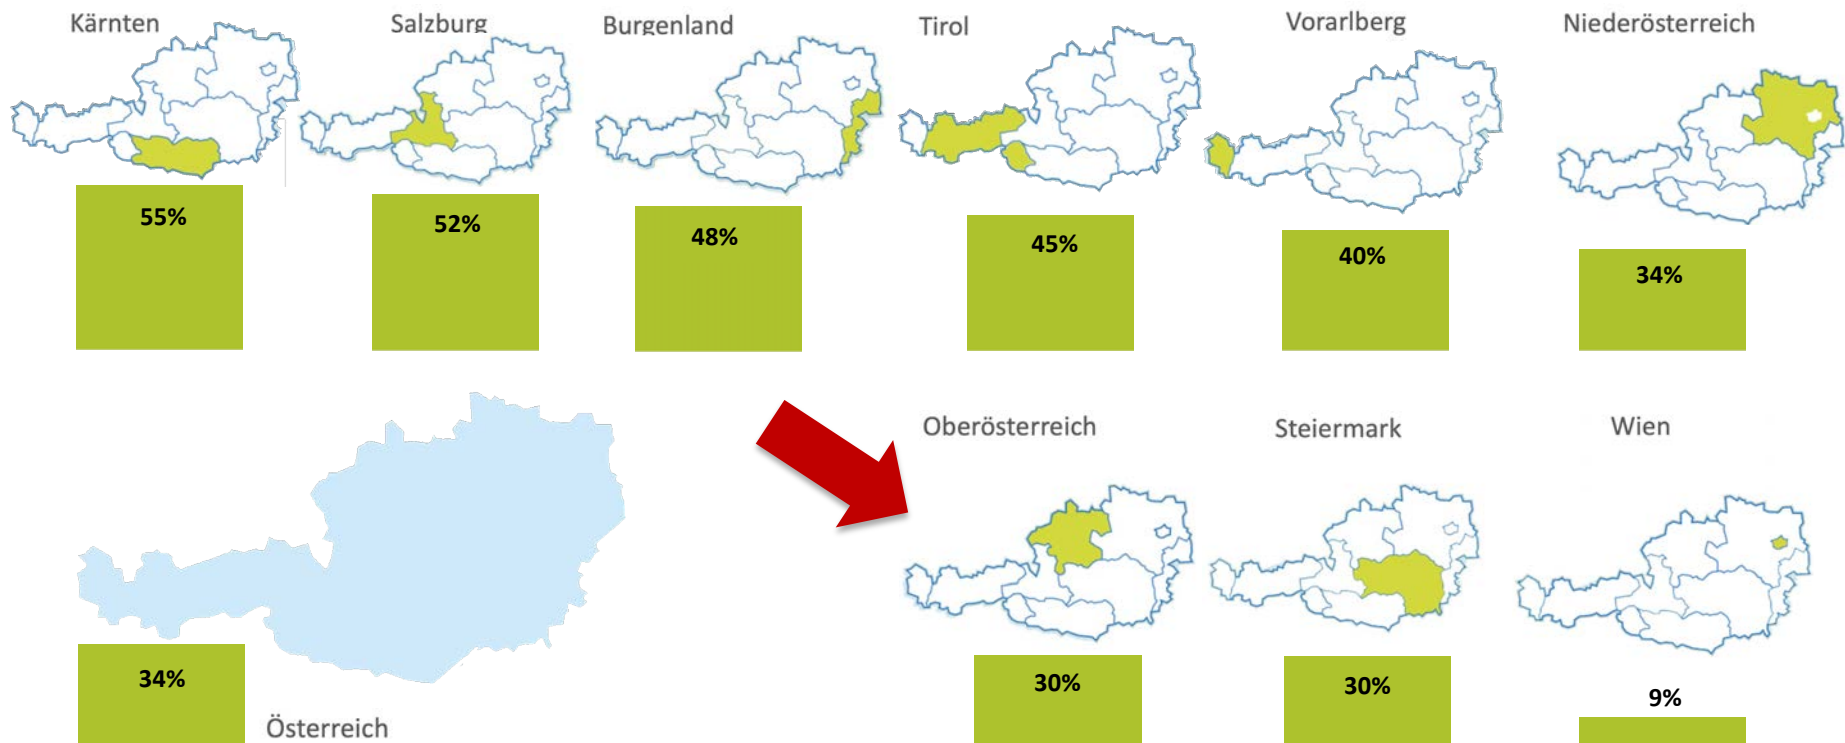 Kärnten
Salzburg
Burgenland
Tirol
Vorarlberg
Niederösterreich
55%
52%
48%
45%
40%
34%
Oberösterreich
Steiermark
Wien
34%
30%
30%
9%
Österreich